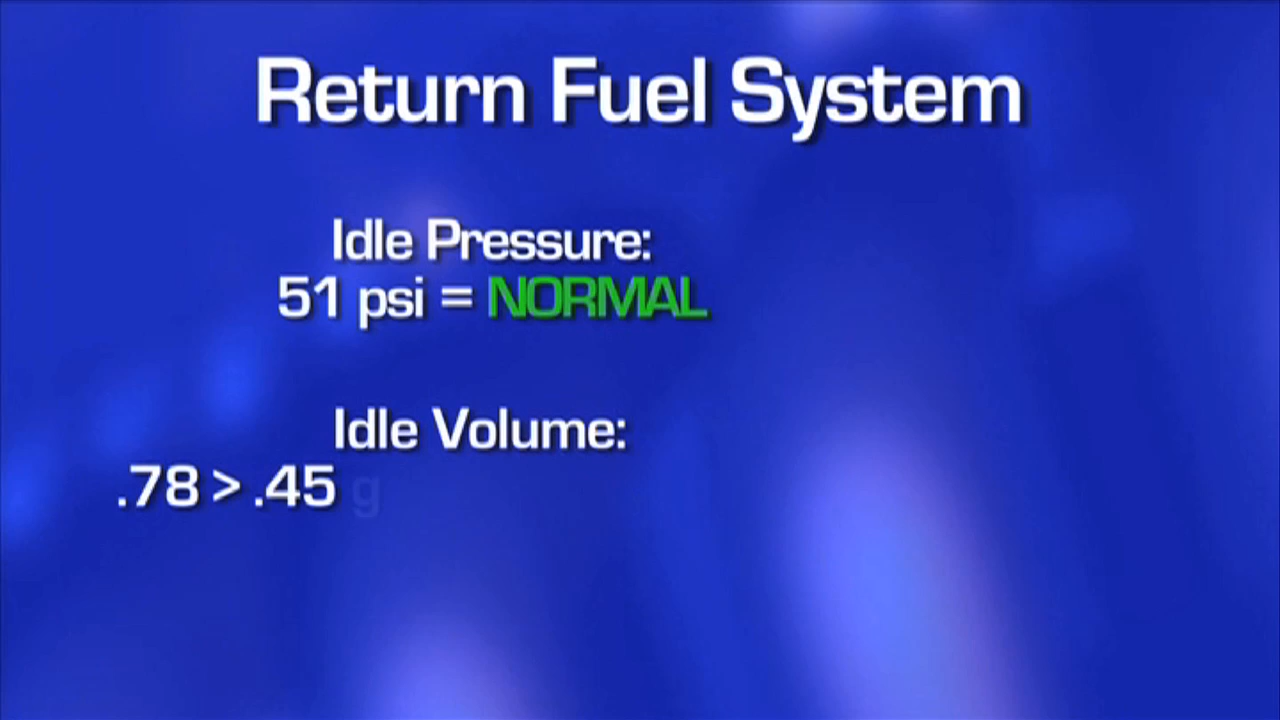 Return Fuel System
Idle Pressure:
51 psi = NORMAL
Idle Volume:
.78 > .45 g